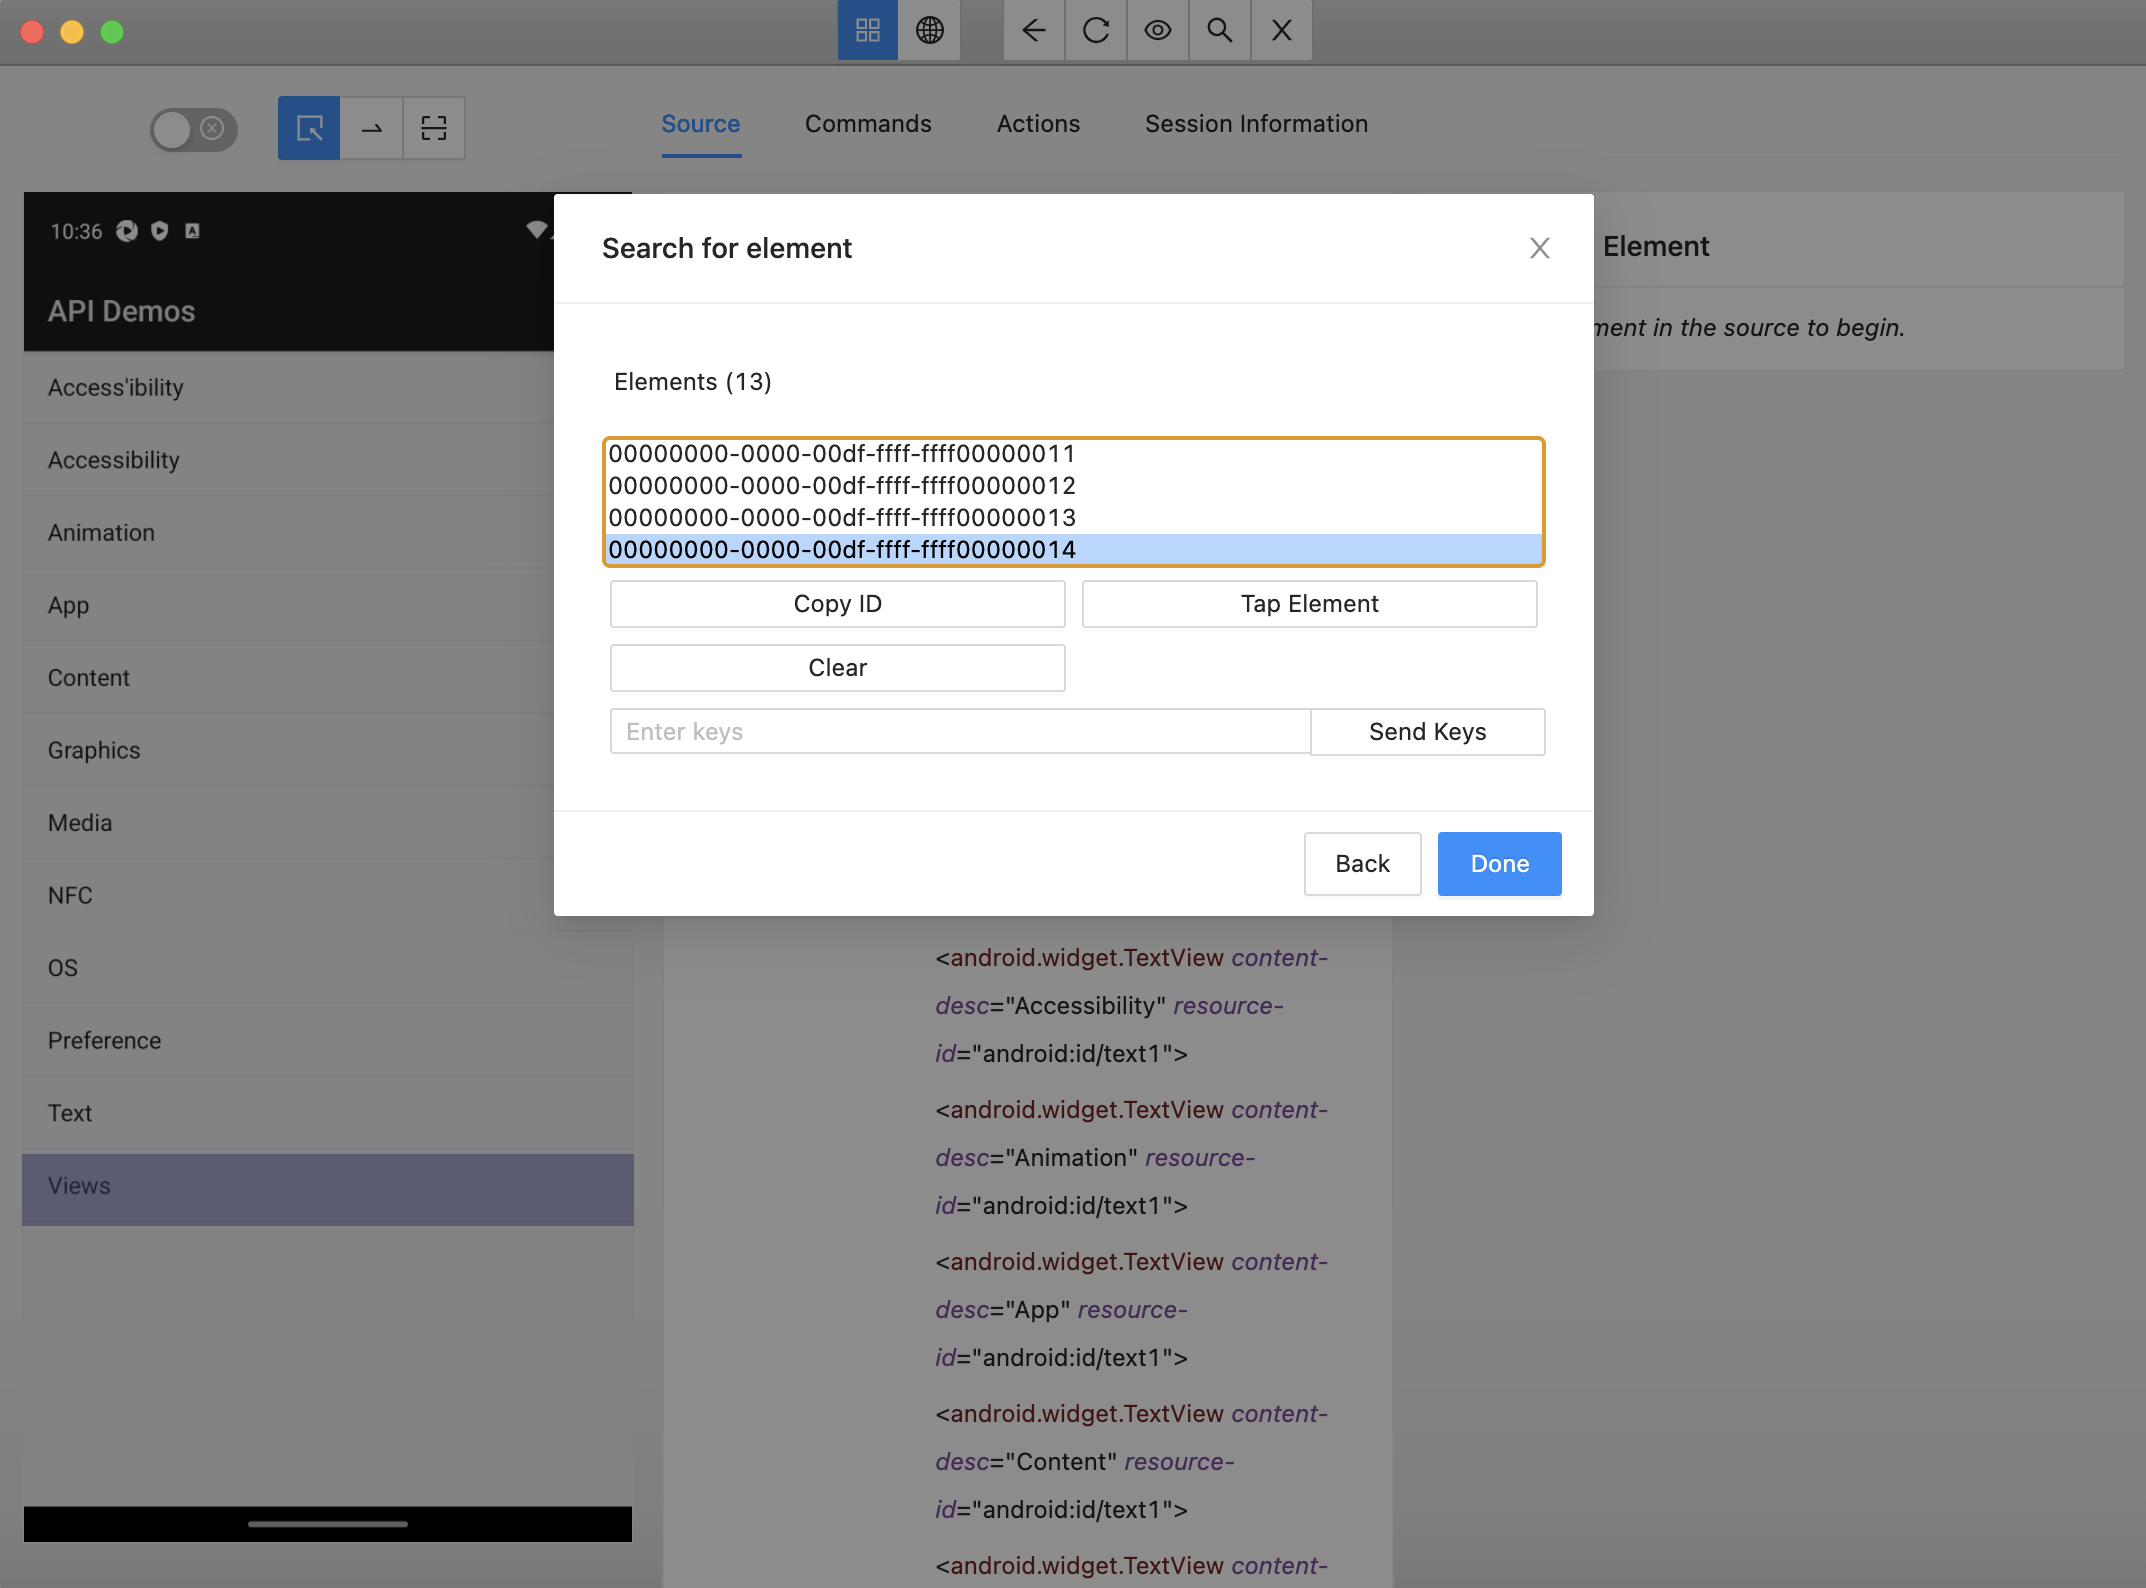 Source
Commands
Actions
Session Information
10:36
API Demos
Access'ibility
Accessibility
Animation
App
Content
Graphics
Media
NFC
OS
Preference
Text
Views
Search for element
Elements (13)
00000000-0000-00df-ffff-ffff00000011
00000000-0000-00df-ffff-ffff00000012
00000000-0000-00df-ffff-ffff00000013
00000000-0000-00df-ffff-ffff00000014
Copy ID
Tap Element
Clear
Enter keys
Send Keys
Back
Done
Element
in the source to begin.
<android.widget.TextView content-
desc="Accessibility" resource-
id="android:id/text1">
<android.widget.TextView content-
desc="Animation" resource-
id="android:id/text1">
<android.widget.TextView content-
desc="App" resource-
id="android:id/text1">
<android.widget.TextView content-
desc="Content" resource-
id="android:id/text1">
<android.widget.TextView content-